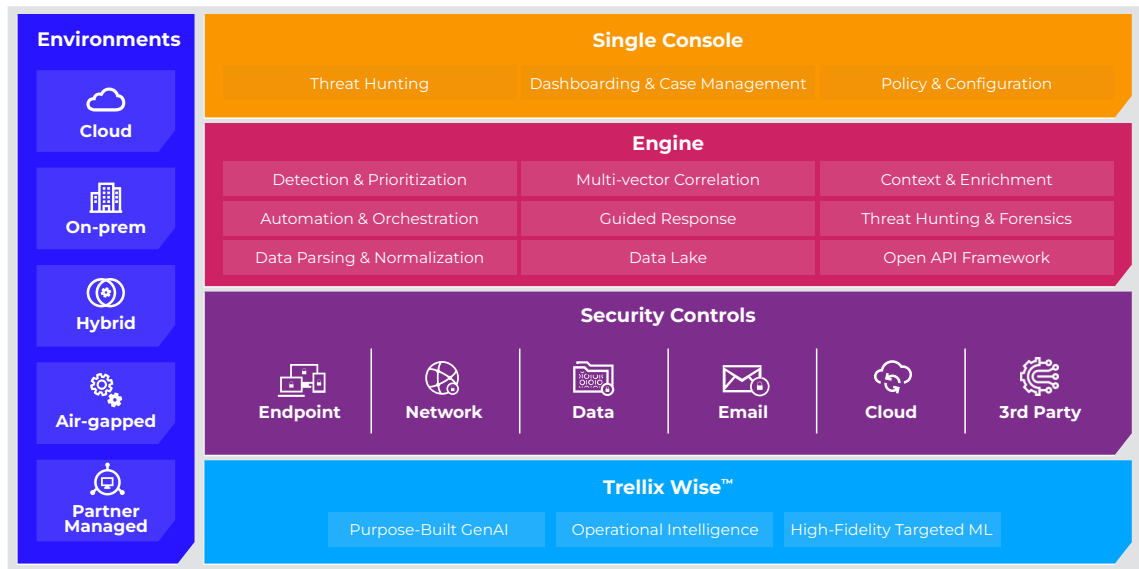 Environments
Cloud
On-prem
Hybrid
Air-gapped
Partner
Managed
Single Console
Threat Hunting
Dashboarding & Case Management
Policy & Configuration
Engine
Detection & Prioritization
Multi-vector Correlation
Context & Enrichment
Automation & Orchestration
Guided Response
Threat Hunting & Forensics
Data Parsing & Normalization
Data Lake
Open API Framework
Security Controls
Endpoint
Network
Data
Email
Cloud
3rd Party
Trellix Wise™
Purpose-Built GenAI
Operational Intelligence
High-Fidelity Targeted ML